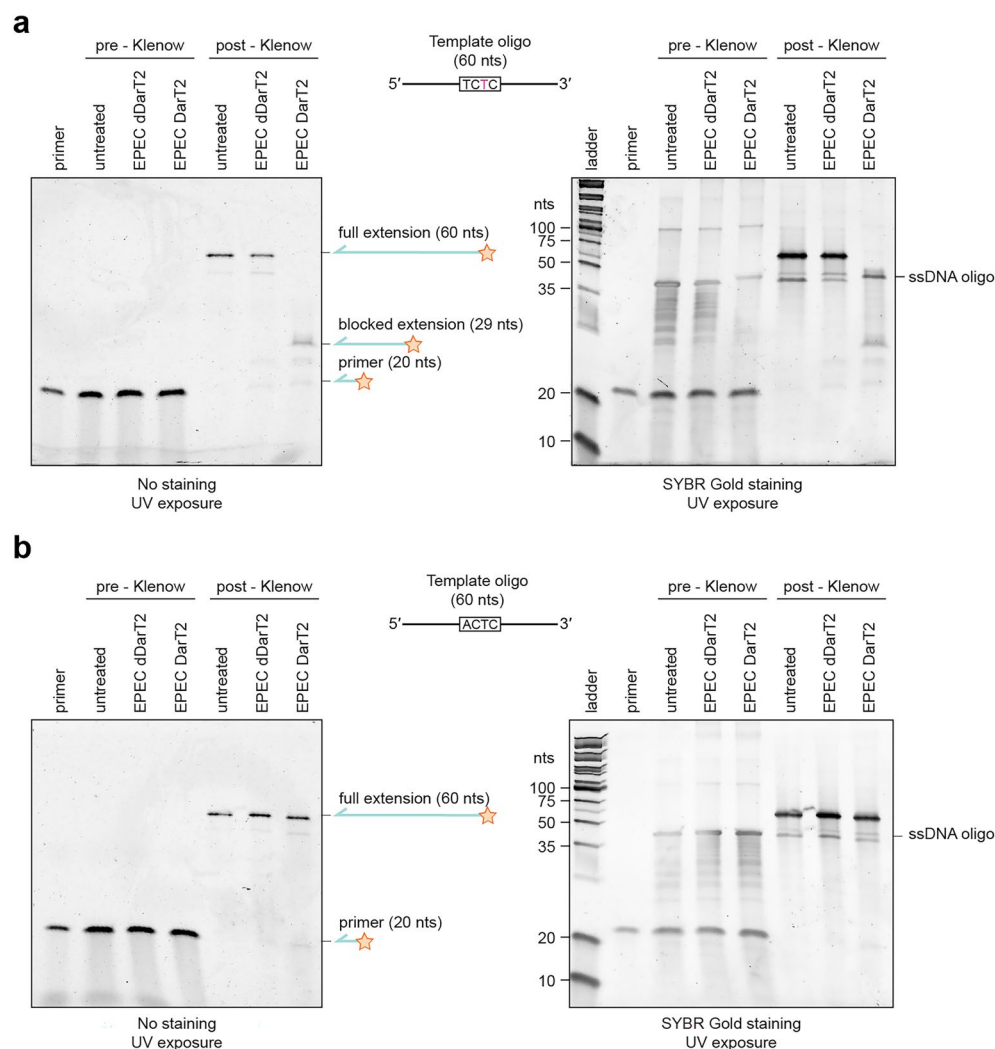 a
pre - Klenow
post - Klenow
primer
untreated
EPEC dDarT2
EPEC DarT2
untreated
EPEC dDarT2
EPEC DarT2
No staining
UV exposure
Template oligo
(60 nts)
5′
TCTC
3′
full extension (60 nts)
blocked extension (29 nts)
primer (20 nts)
pre - Klenow
post - Klenow
ladder
primer
untreated
EPEC dDarT2
EPEC DarT2
untreated
EPEC dDarT2
EPEC DarT2
nts
100
75
50
35
20
10
ssDNA oligo
SYBR Gold staining
UV exposure
b
pre - Klenow
post - Klenow
primer
untreated
EPEC dDarT2
EPEC DarT2
untreated
EPEC dDarT2
EPEC DarT2
No staining
UV exposure
Template oligo
(60 nts)
5′
ACTC
3′
full extension (60 nts)
primer (20 nts)
pre - Klenow
post - Klenow
ladder
primer
untreated
EPEC dDarT2
EPEC DarT2
untreated
EPEC dDarT2
EPEC DarT2
nts
100
75
50
35
20
10
ssDNA oligo
SYBR Gold staining
UV exposure